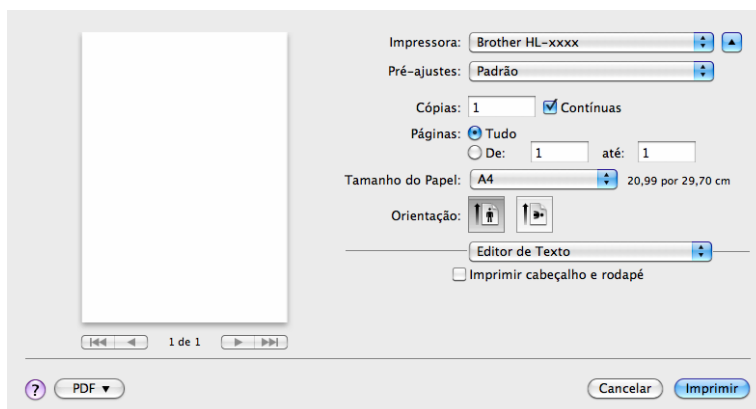 Impressora: Brother HL-xxxx
Pré-ajustes: Padrão
Cópias: 1 Contínuas
Páginas: Tudo
De: 1 até: 1
Tamanho do Papel: A4 20,99 por 29,70 cm
Orientação:
Editor de Texto
Imprimir cabeçalho e rodapé
1 de 1
? PDF Cancelar Imprimir